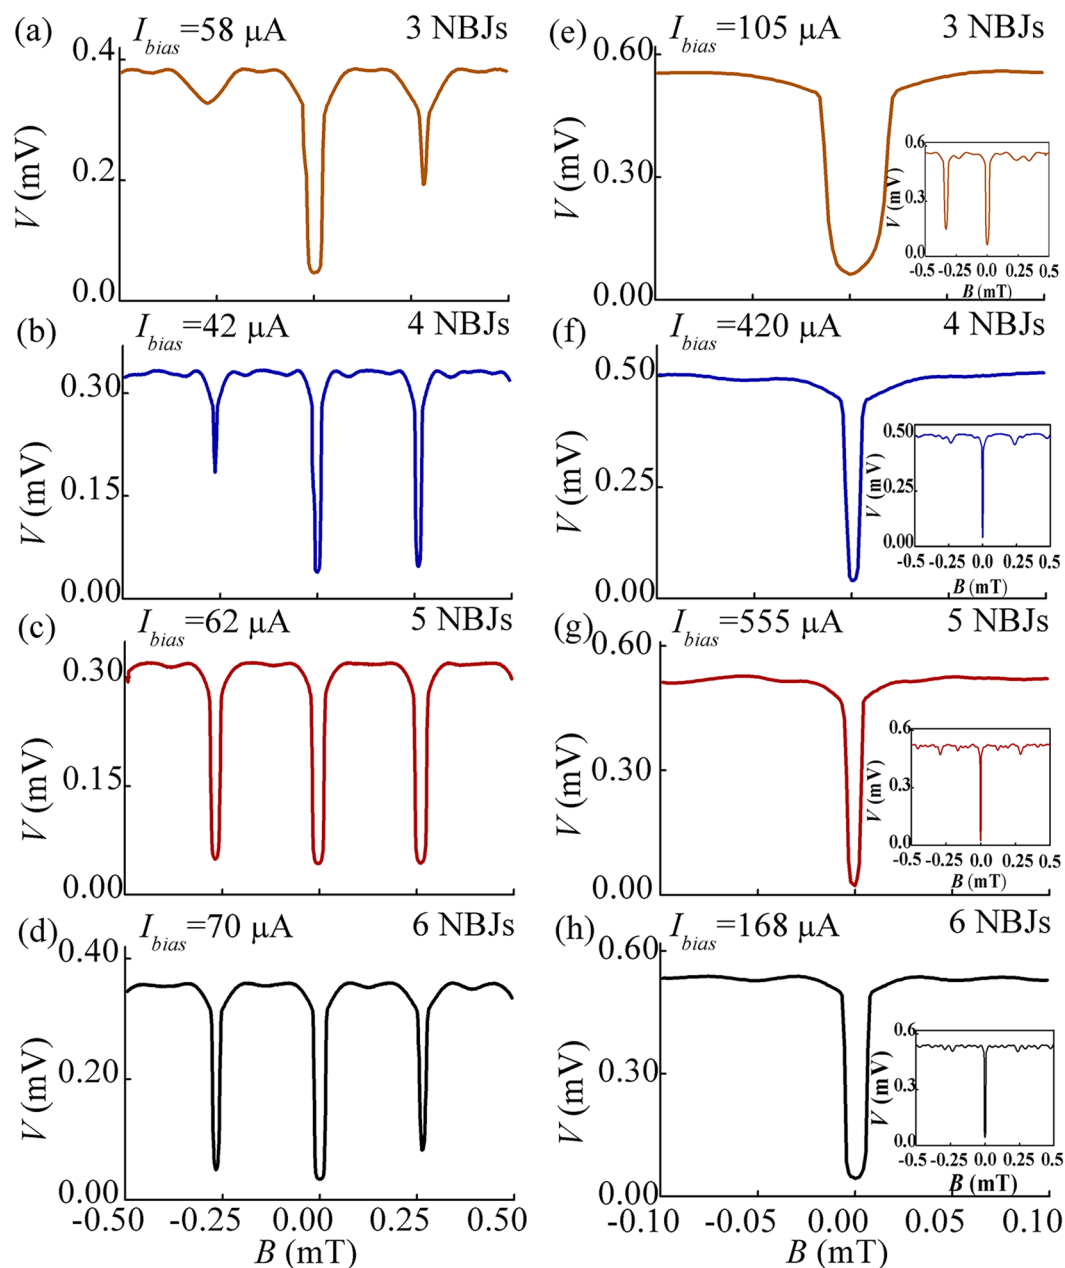 (a) I bias =58 μA 3 NBJs
0.4
0.2
0.0
V (mV)
(e) I bias =105 μA 3 NBJs
0.60
0.30
0.00
V (mV)
0.6
0.3
0.0
V (mV)
-0.5 -0.25 0.0 0.25 0.5
B (mT)
(b) I bias =42 μA 4 NBJs
0.30
0.15
0.00
V (mV)
(f) I bias =420 μA 4 NBJs
0.50
0.25
0.00
V (mV)
0.50
0.25
0.00
V (mV)
-0.5 -0.25 0.0 0.25 0.5
B (mT)
(c) I bias =62 μA 5 NBJs
0.30
0.15
0.00
V (mV)
(g) I bias =555 μA 5 NBJs
0.60
0.30
0.00
V (mV)
0.6
0.3
0.0
V (mV)
-0.5 -0.25 0.0 0.25 0.5
B (mT)
(d) I bias =70 μA 6 NBJs
0.40
0.20
0.00
V (mV)
-0.50 -0.25 0.00 0.25 0.50
B (mT)
(h) I bias =168 μA 6 NBJs
0.60
0.30
0.00
V (mV)
0.6
0.3
0.0
V (mV)
-0.5 -0.25 0.0 0.25 0.5
B (mT)
-0.10 -0.05 0.00 0.05 0.10
B (mT)